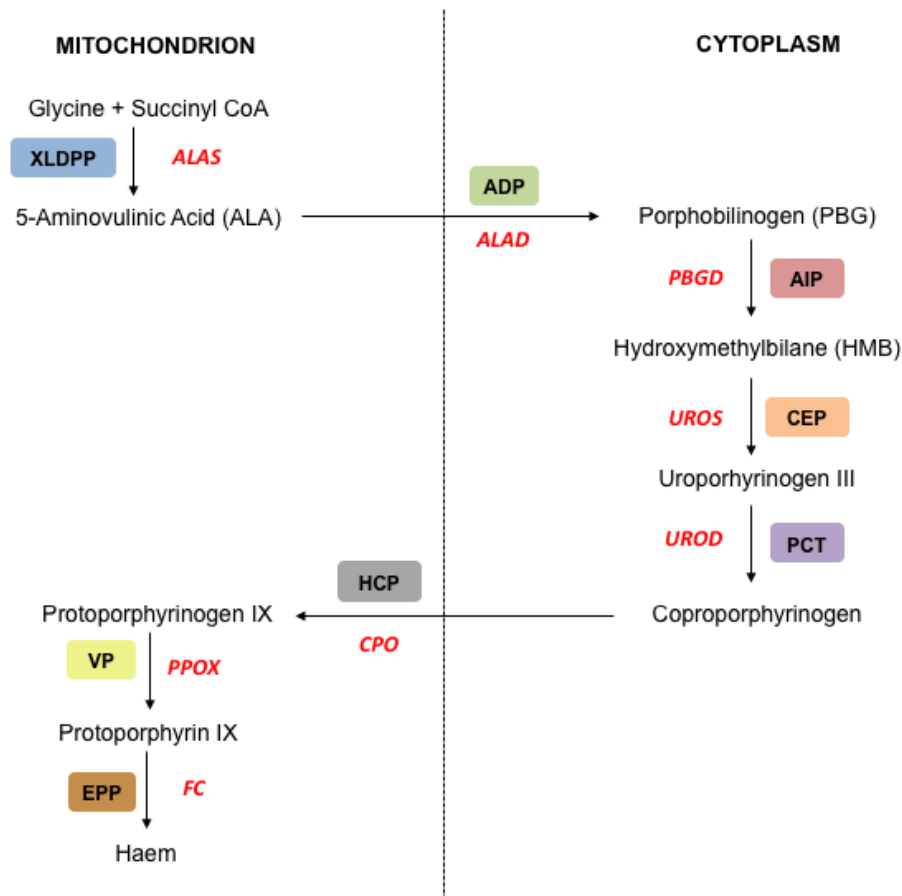 MITOCHONDRION
CYTOPLASM
Glycine + Succinyl CoA
XLDPP
ALAS
5-Aminovulinic Acid (ALA)
ADP
ALAD
Porphobilinogen (PBG)
PBGD
AIP
Hydroxymethylbilane (HMB)
UROS
CEP
Uroporhyrinogen III
UROD
PCT
Coproporphyrinogen
HCP
CPO
Protoporphyrinogen IX
VP
PPOX
Protoporphyrin IX
EPP
FC
Haem